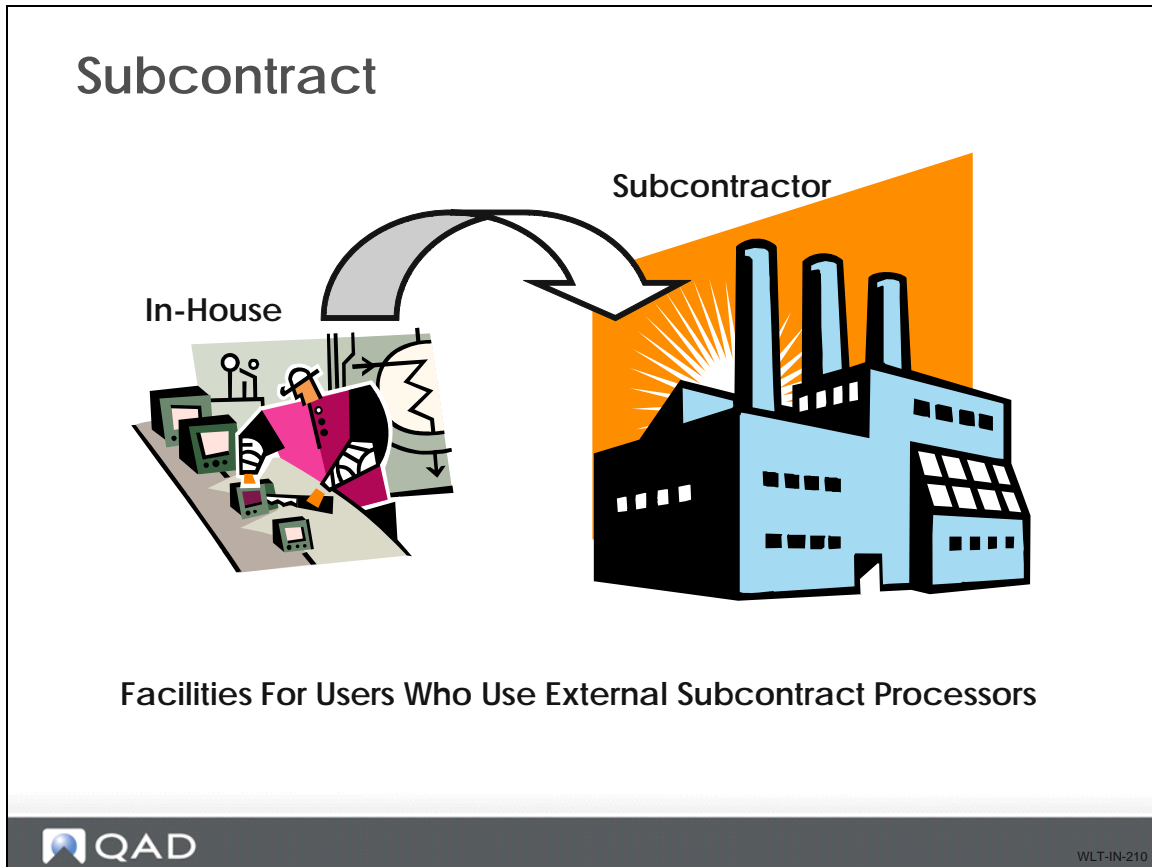 Subcontract
Subcontractor
In-House
Facilities For Users Who Use External Subcontract Processors
QAD
WLT-IN-210